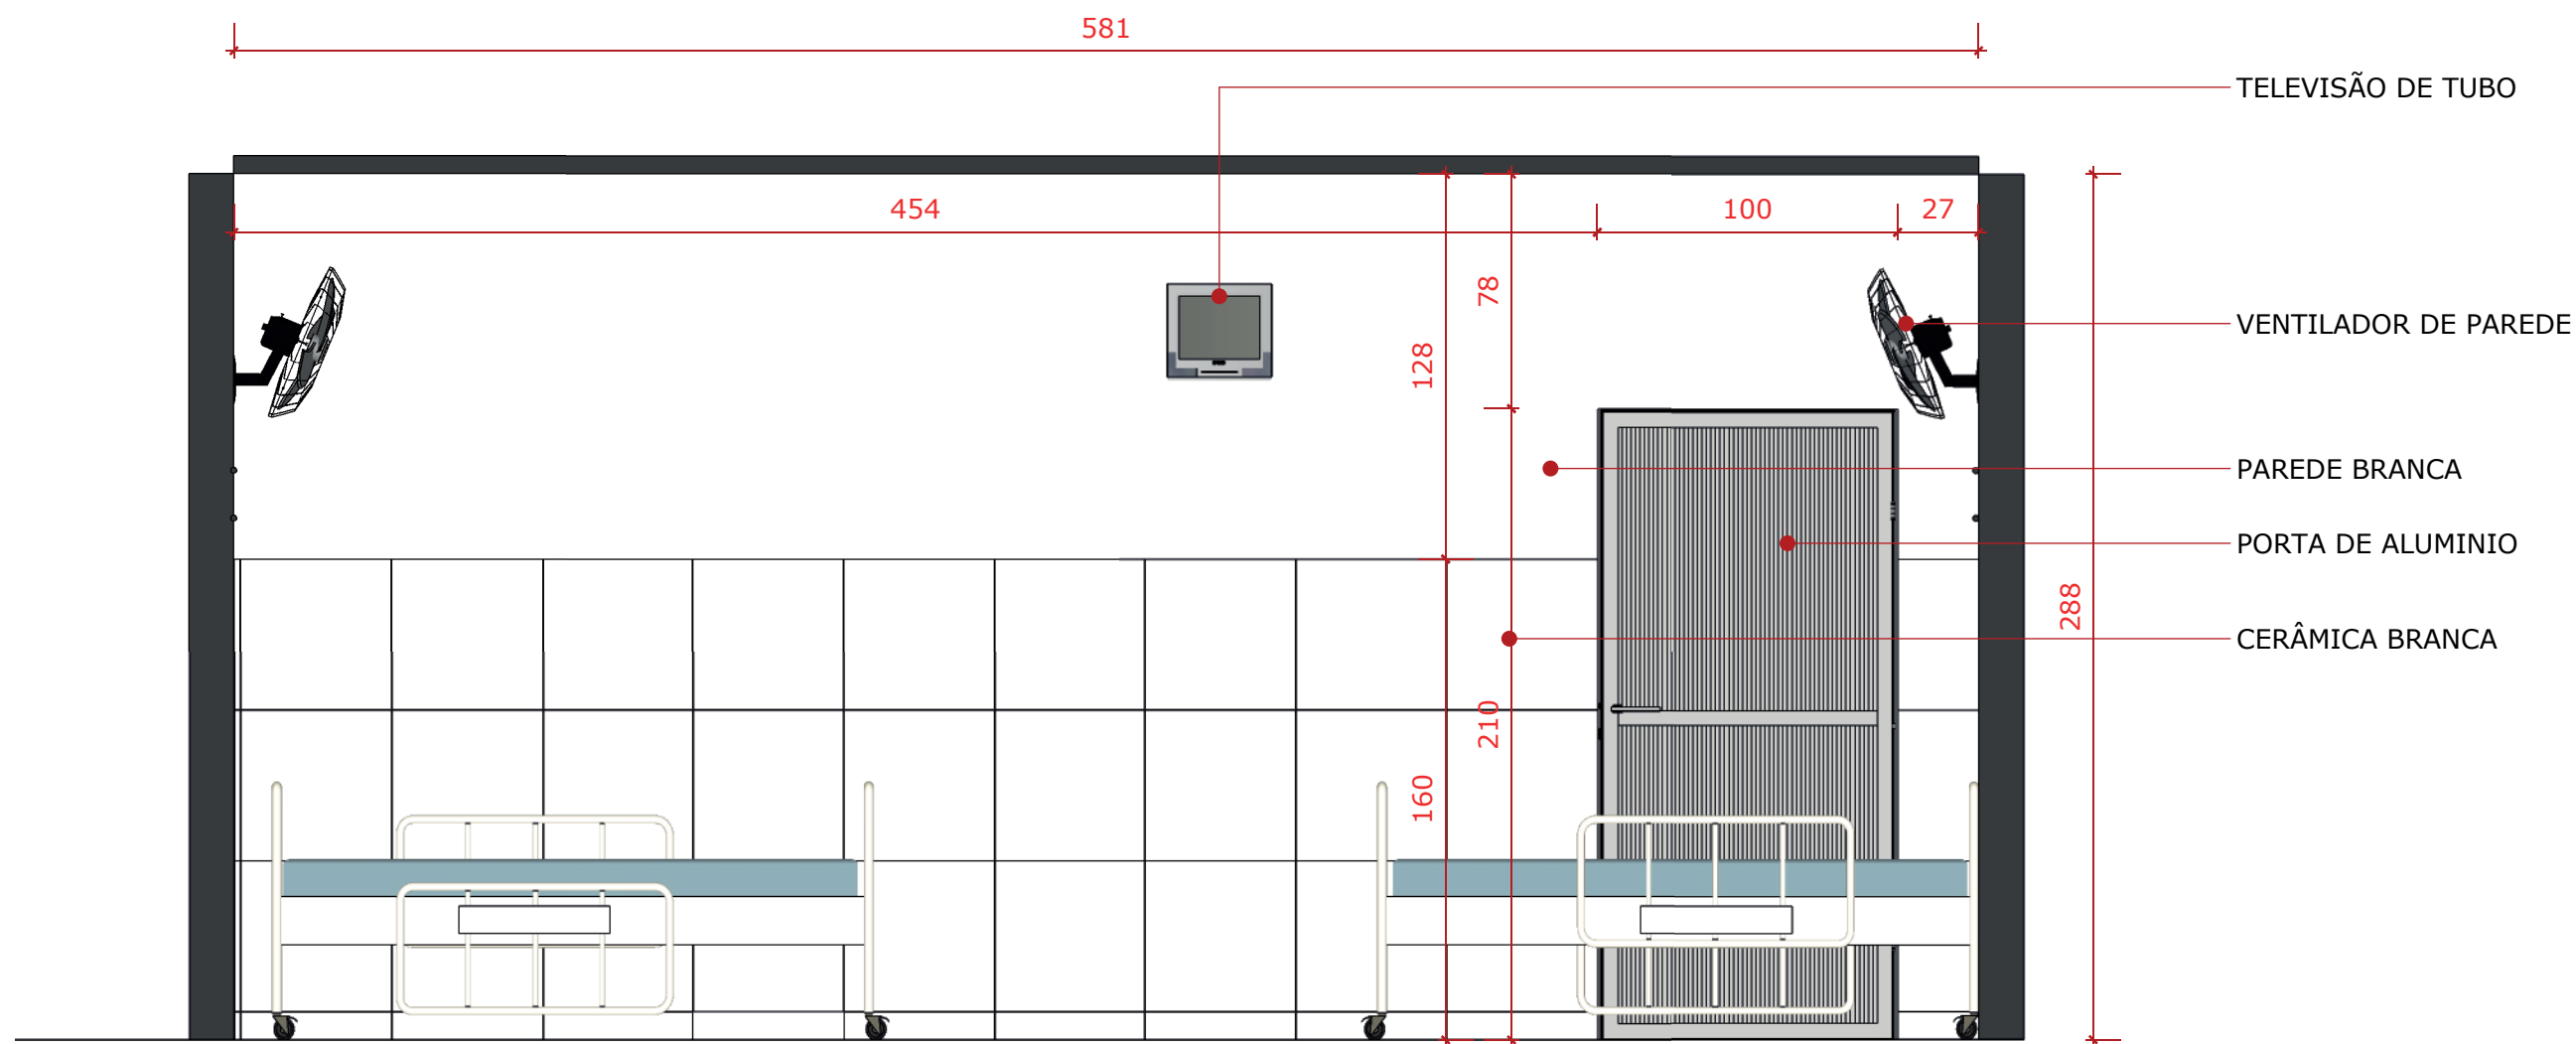 581
TELEVISÃO DE TUBO
454
100
27
78
VENTILADOR DE PAREDE
128
PAREDE BRANCA
PORTA DE ALUMINIO
288
CERÂMICA BRANCA
210
160